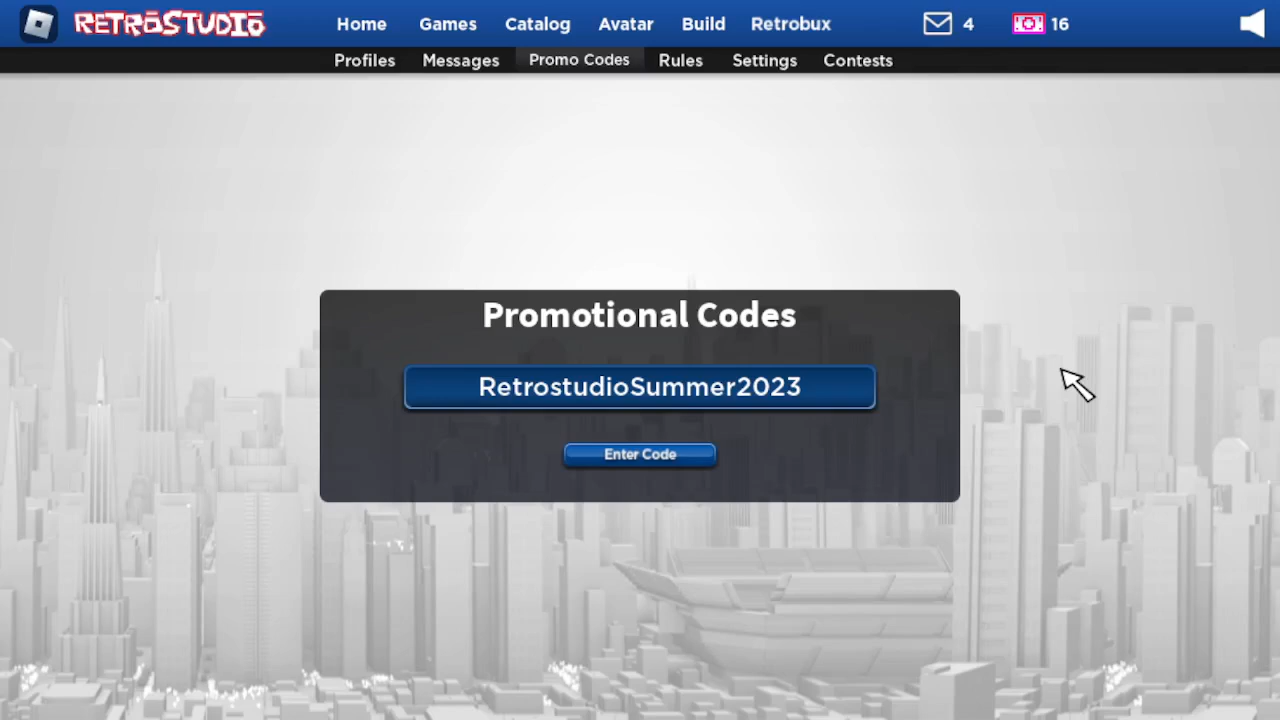 RETRŌSTUDIŌ Home Games Catalog Avatar Build Retrobux 4 16
Profiles Messages Promo Codes Rules Settings Contests
Promotional Codes
RetrostudioSummer2023
Enter Code